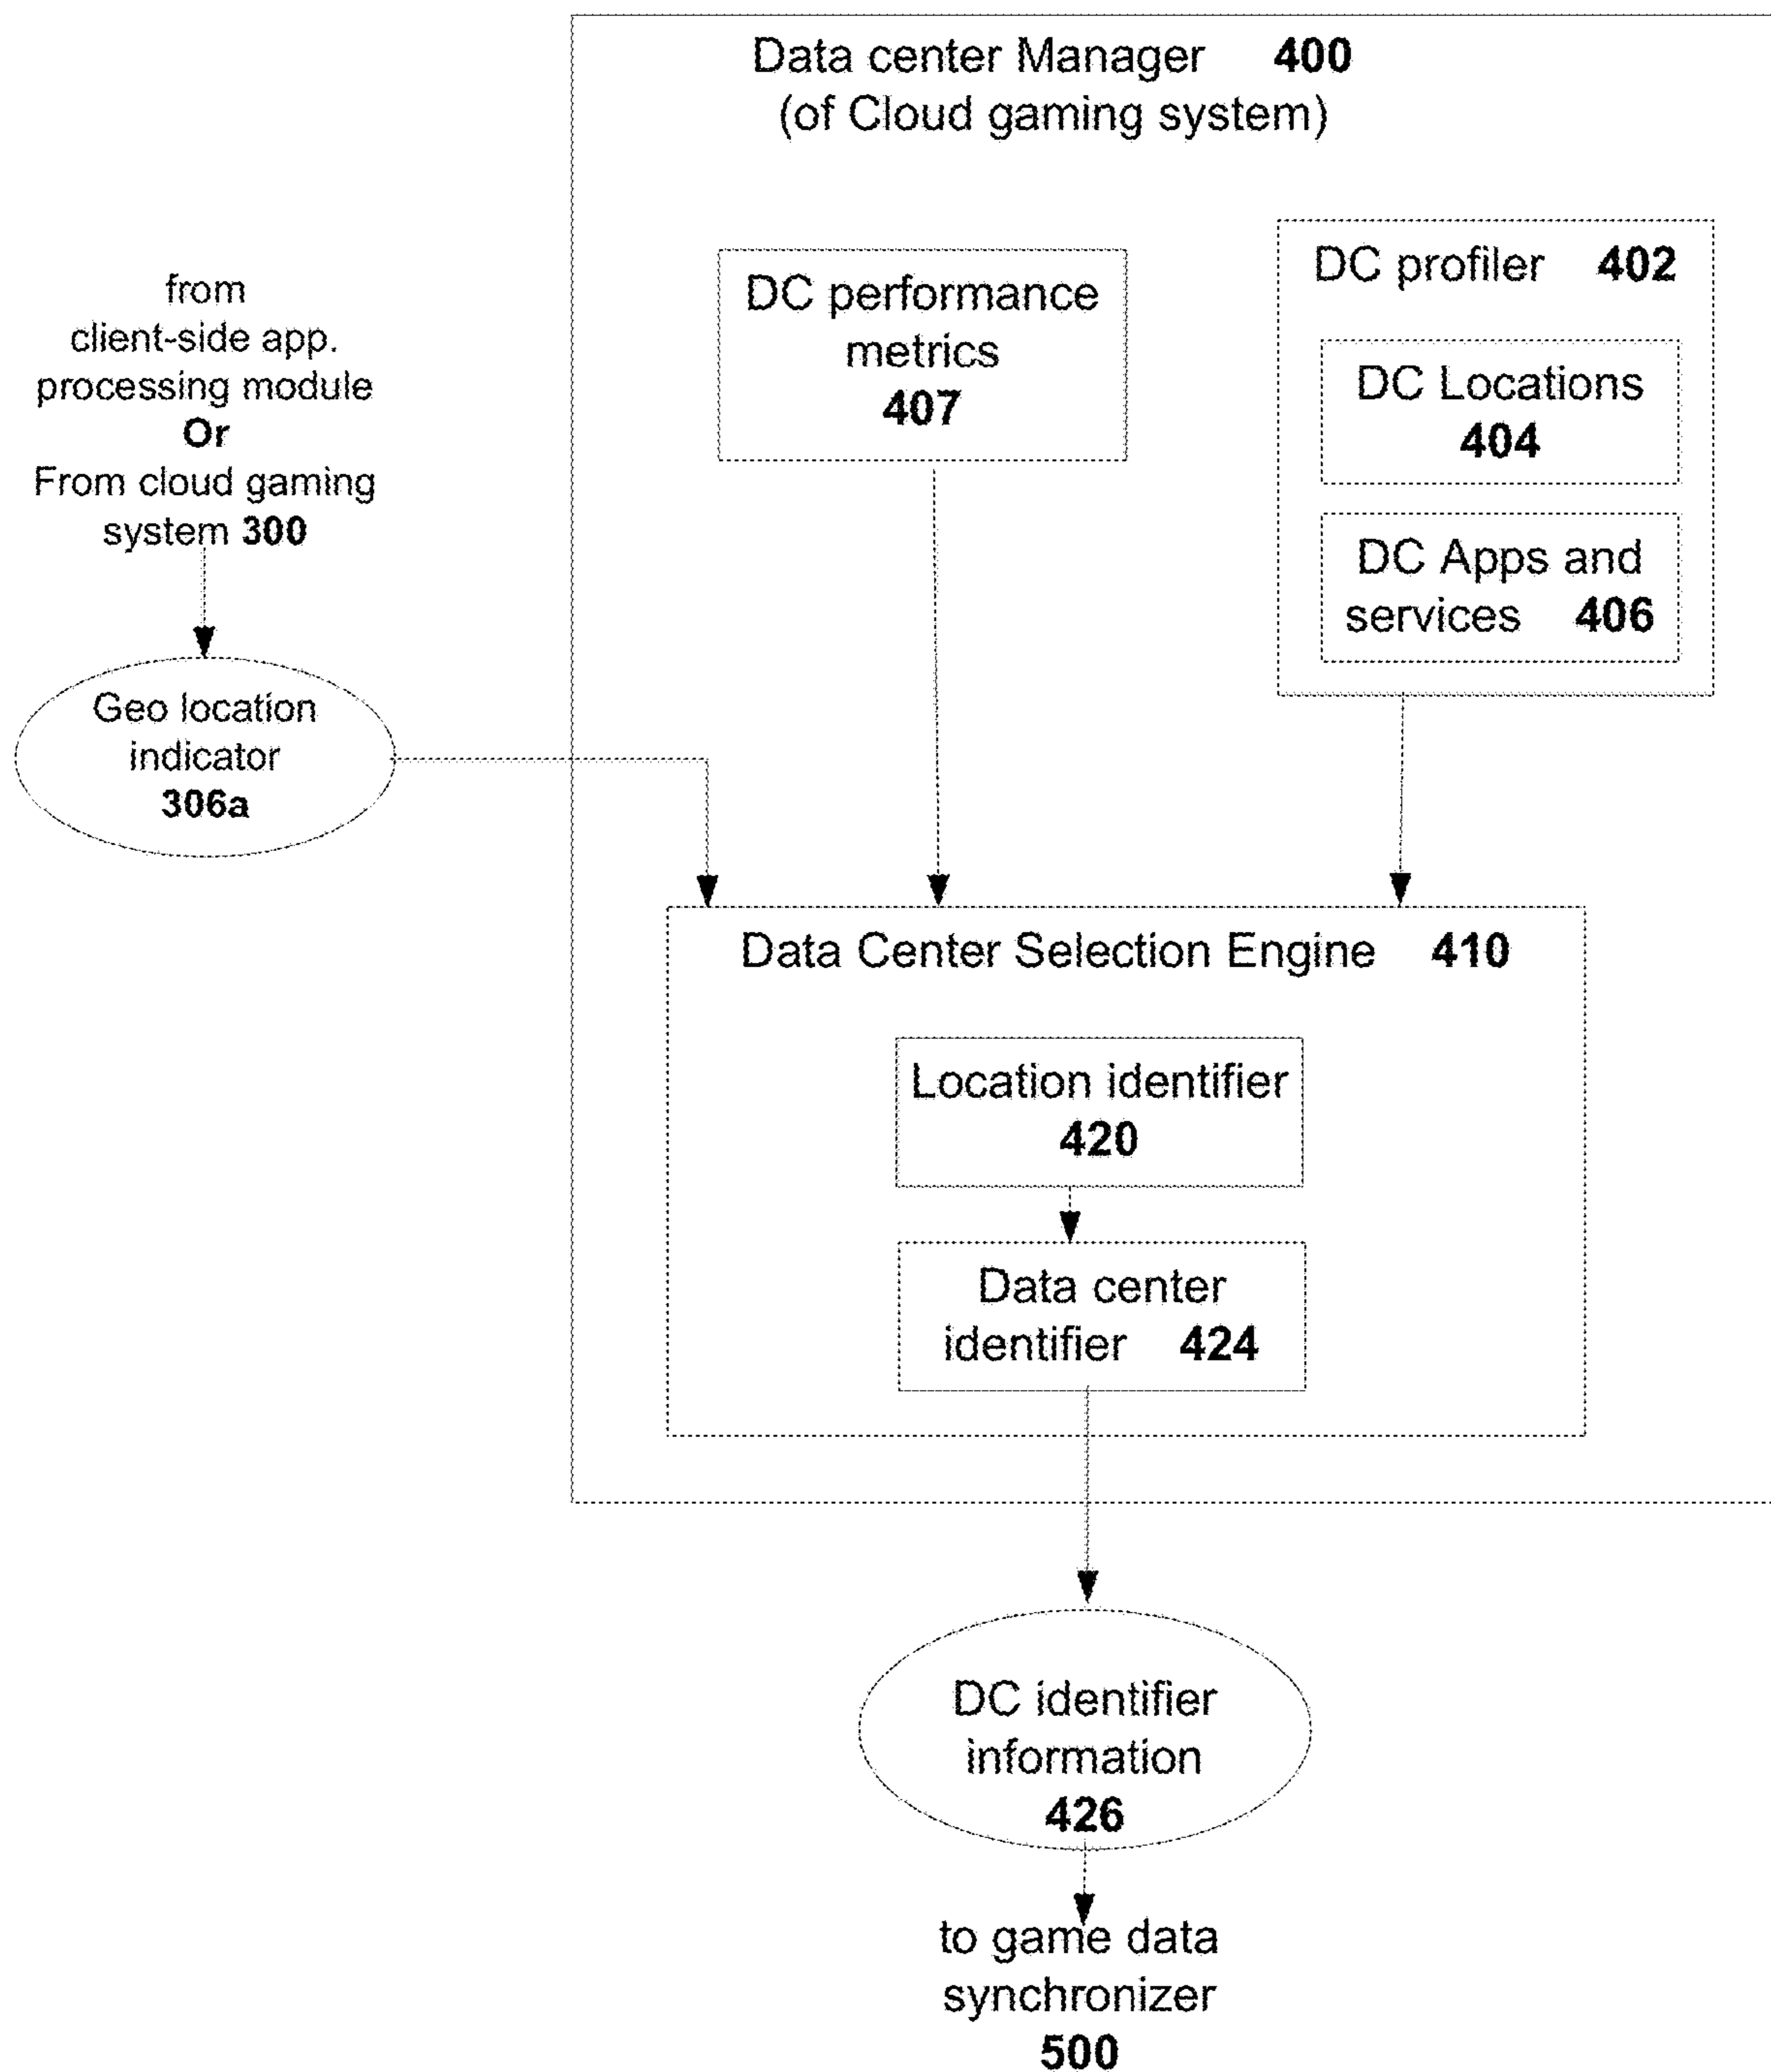 Data center Manager 400
(of Cloud gaming system)
from
client-side app.
processing module
Or
From cloud gaming
system 300
DC performance
metrics
407
DC profiler 402
DC Locations
404
DC Apps and
services 406
Geo location
indicator
306a
Data Center Selection Engine 410
Location identifier
420
Data center
identifier 424
DC identifier
information
426
to game data
synchronizer
500